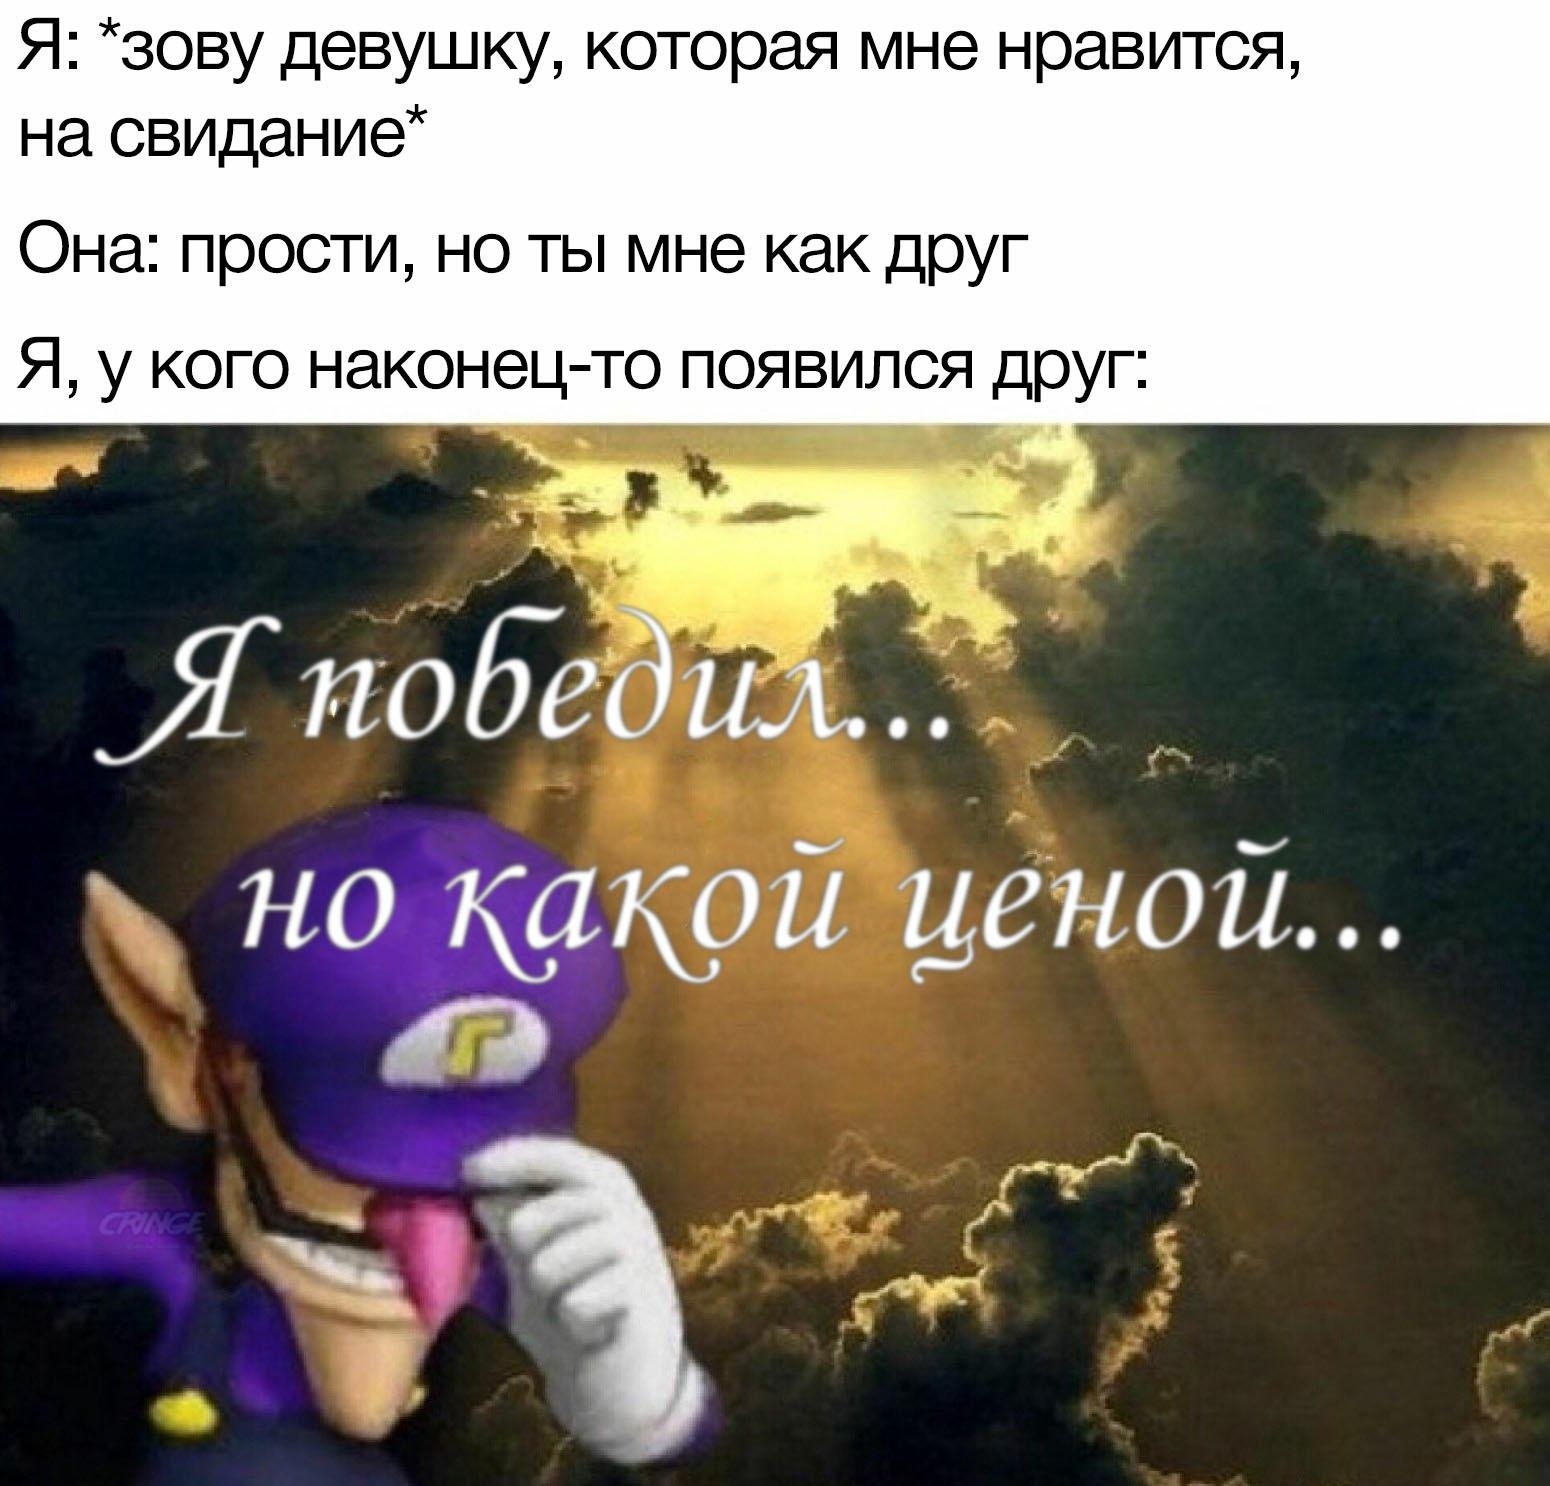 Я: *зову девушку, которая мне нравится,
на свидание*
Она: прости, но ты мне как друг
Я, у кого наконец-то появился друг:
Я победил...
но какой ценой...
Г
CRINGE